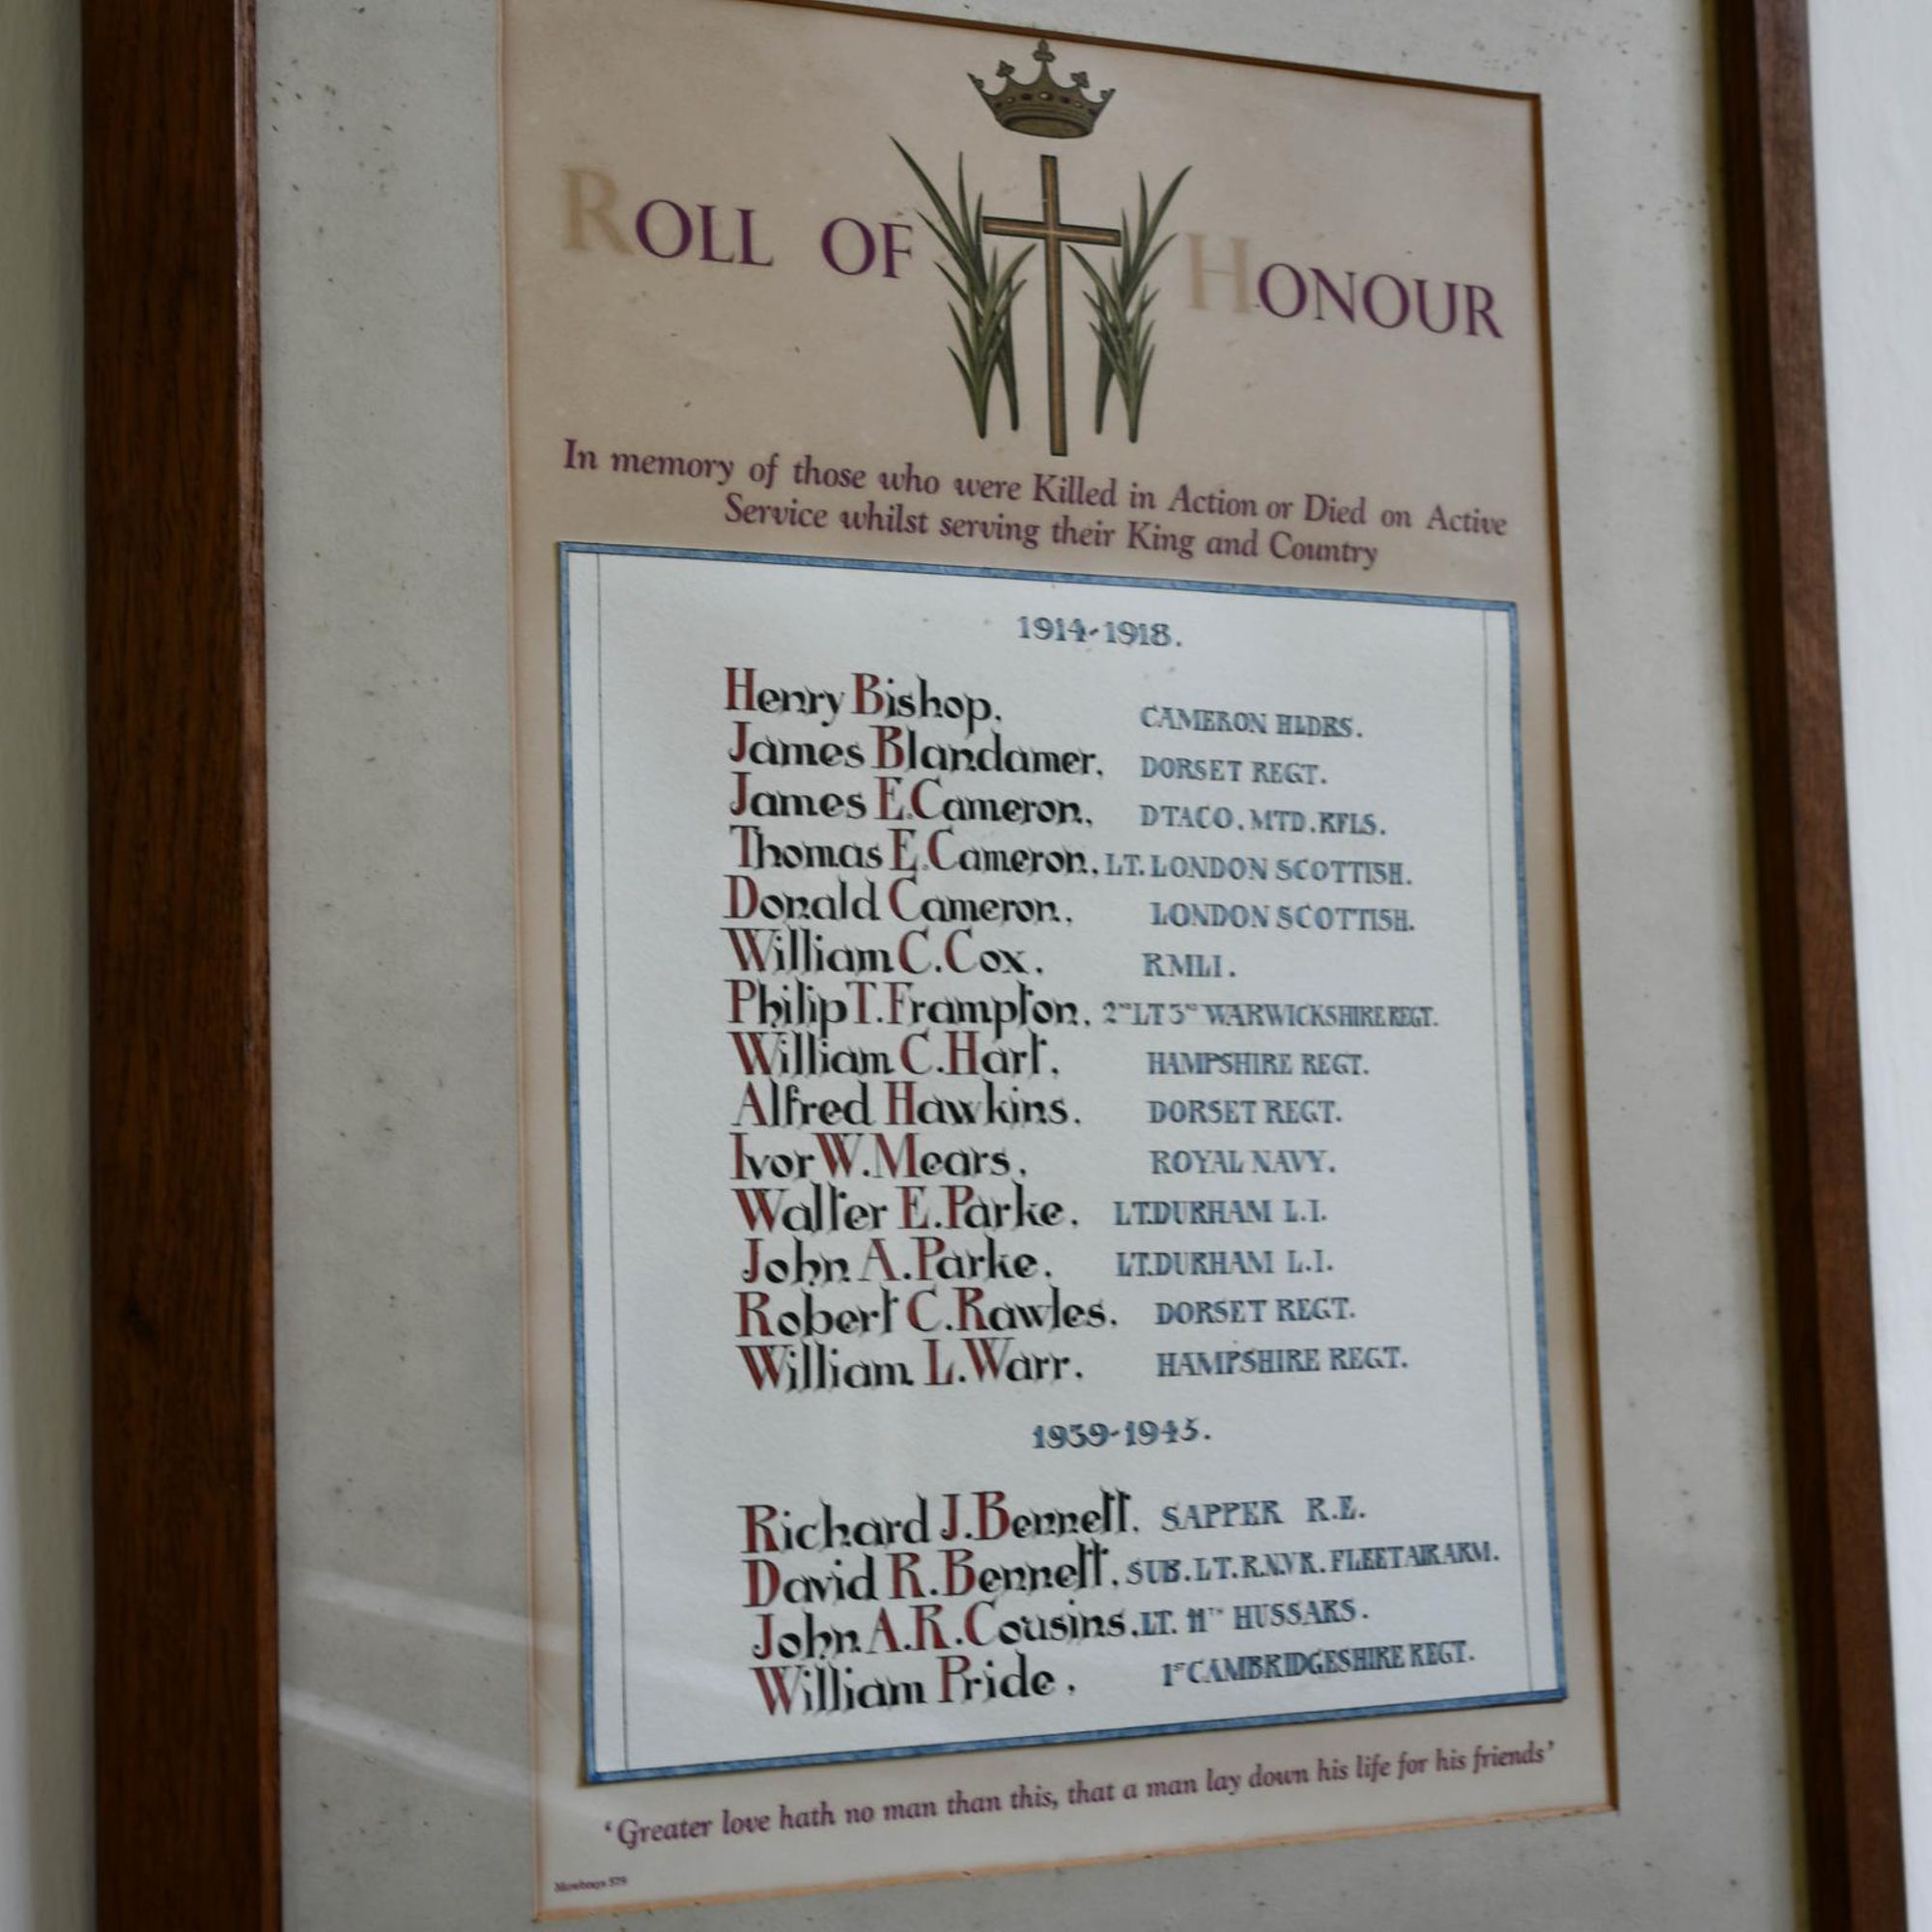 ROLL OF HONOUR
In memory of those who were Killed in Action or Died on Active
Service whilst serving their King and Country
1914-1918.
Henry Bishop. CAMERON HLDRS.
James Blandamer. DORSET REGT.
James E. Cameron. DTACO. MTD. RFLS.
Thomas E. Cameron. LT. LONDON SCOTTISH.
Donald Cameron. LONDON SCOTTISH.
William C. Cox. RMLI.
Philip T. Frampton. 2ND LT 3RD WARWICKSHIRE REGT.
William C. Hart. HAMPSHIRE REGT.
Alfred Hawkins. DORSET REGT.
Ivor W. Mears. ROYAL NAVY.
Walter E. Parke. LT. DURHAM L.I.
John A. Parke. LT. DURHAM L.I.
Robert C. Rawles. DORSET REGT.
William L. Warr. HAMPSHIRE REGT.
1939-1945.
Richard J. Bennett. SAPPER R.E.
David R. Bennett. SUB. LT. R.N.V.R. FLEET AIR ARM.
John A.R. Cousins. LT. 11TH HUSSARS.
William Pride. 1ST CAMBRIDGESHIRE REGT.
'Greater love hath no man than this, that a man lay down his life for his friends'
Mowbrays